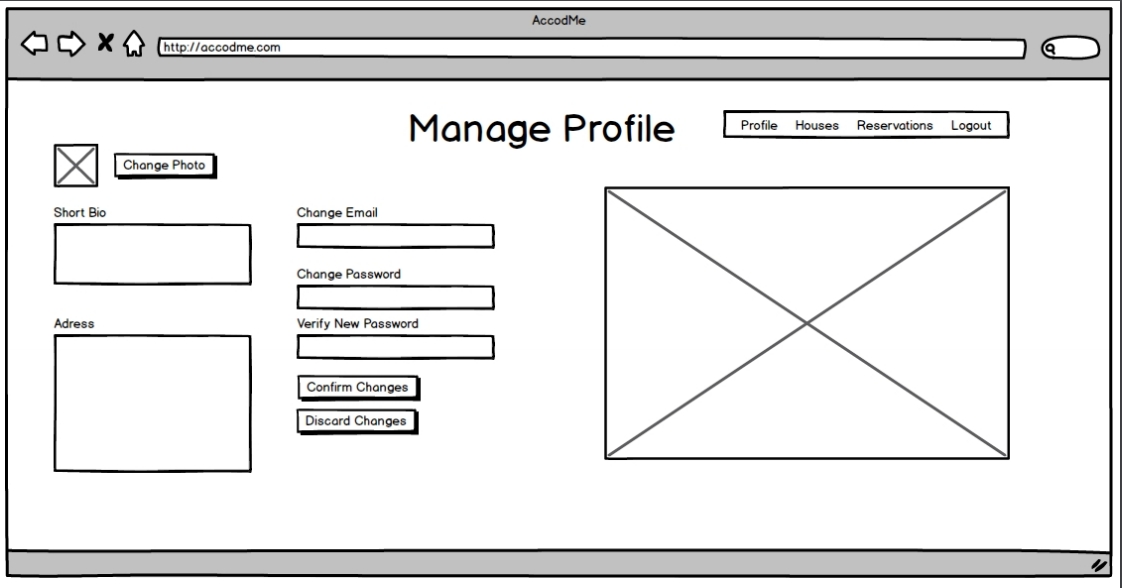 AccodMe
http://accodme.com
Manage Profile
Profile Houses Reservations Logout
Change Photo
Short Bio
Change Email
Change Password
Adress
Verify New Password
Confirm Changes
Discard Changes